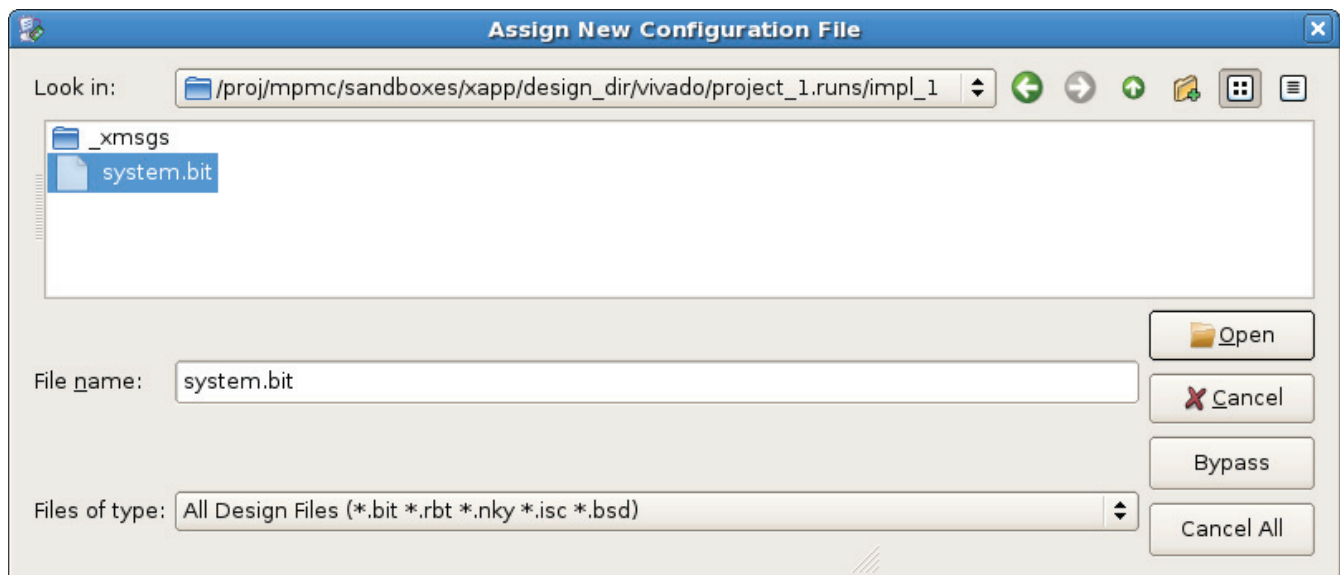 Assign New Configuration File
Look in: /proj/mpmc/sandboxes/xapp/design_dir/vivado/project_1.runs/impl_1
_xmsgs
system.bit
Open
File name: system.bit
Cancel
Bypass
Files of type: All Design Files (*.bit *.rbt *.nky *.isc *.bsd)
Cancel All